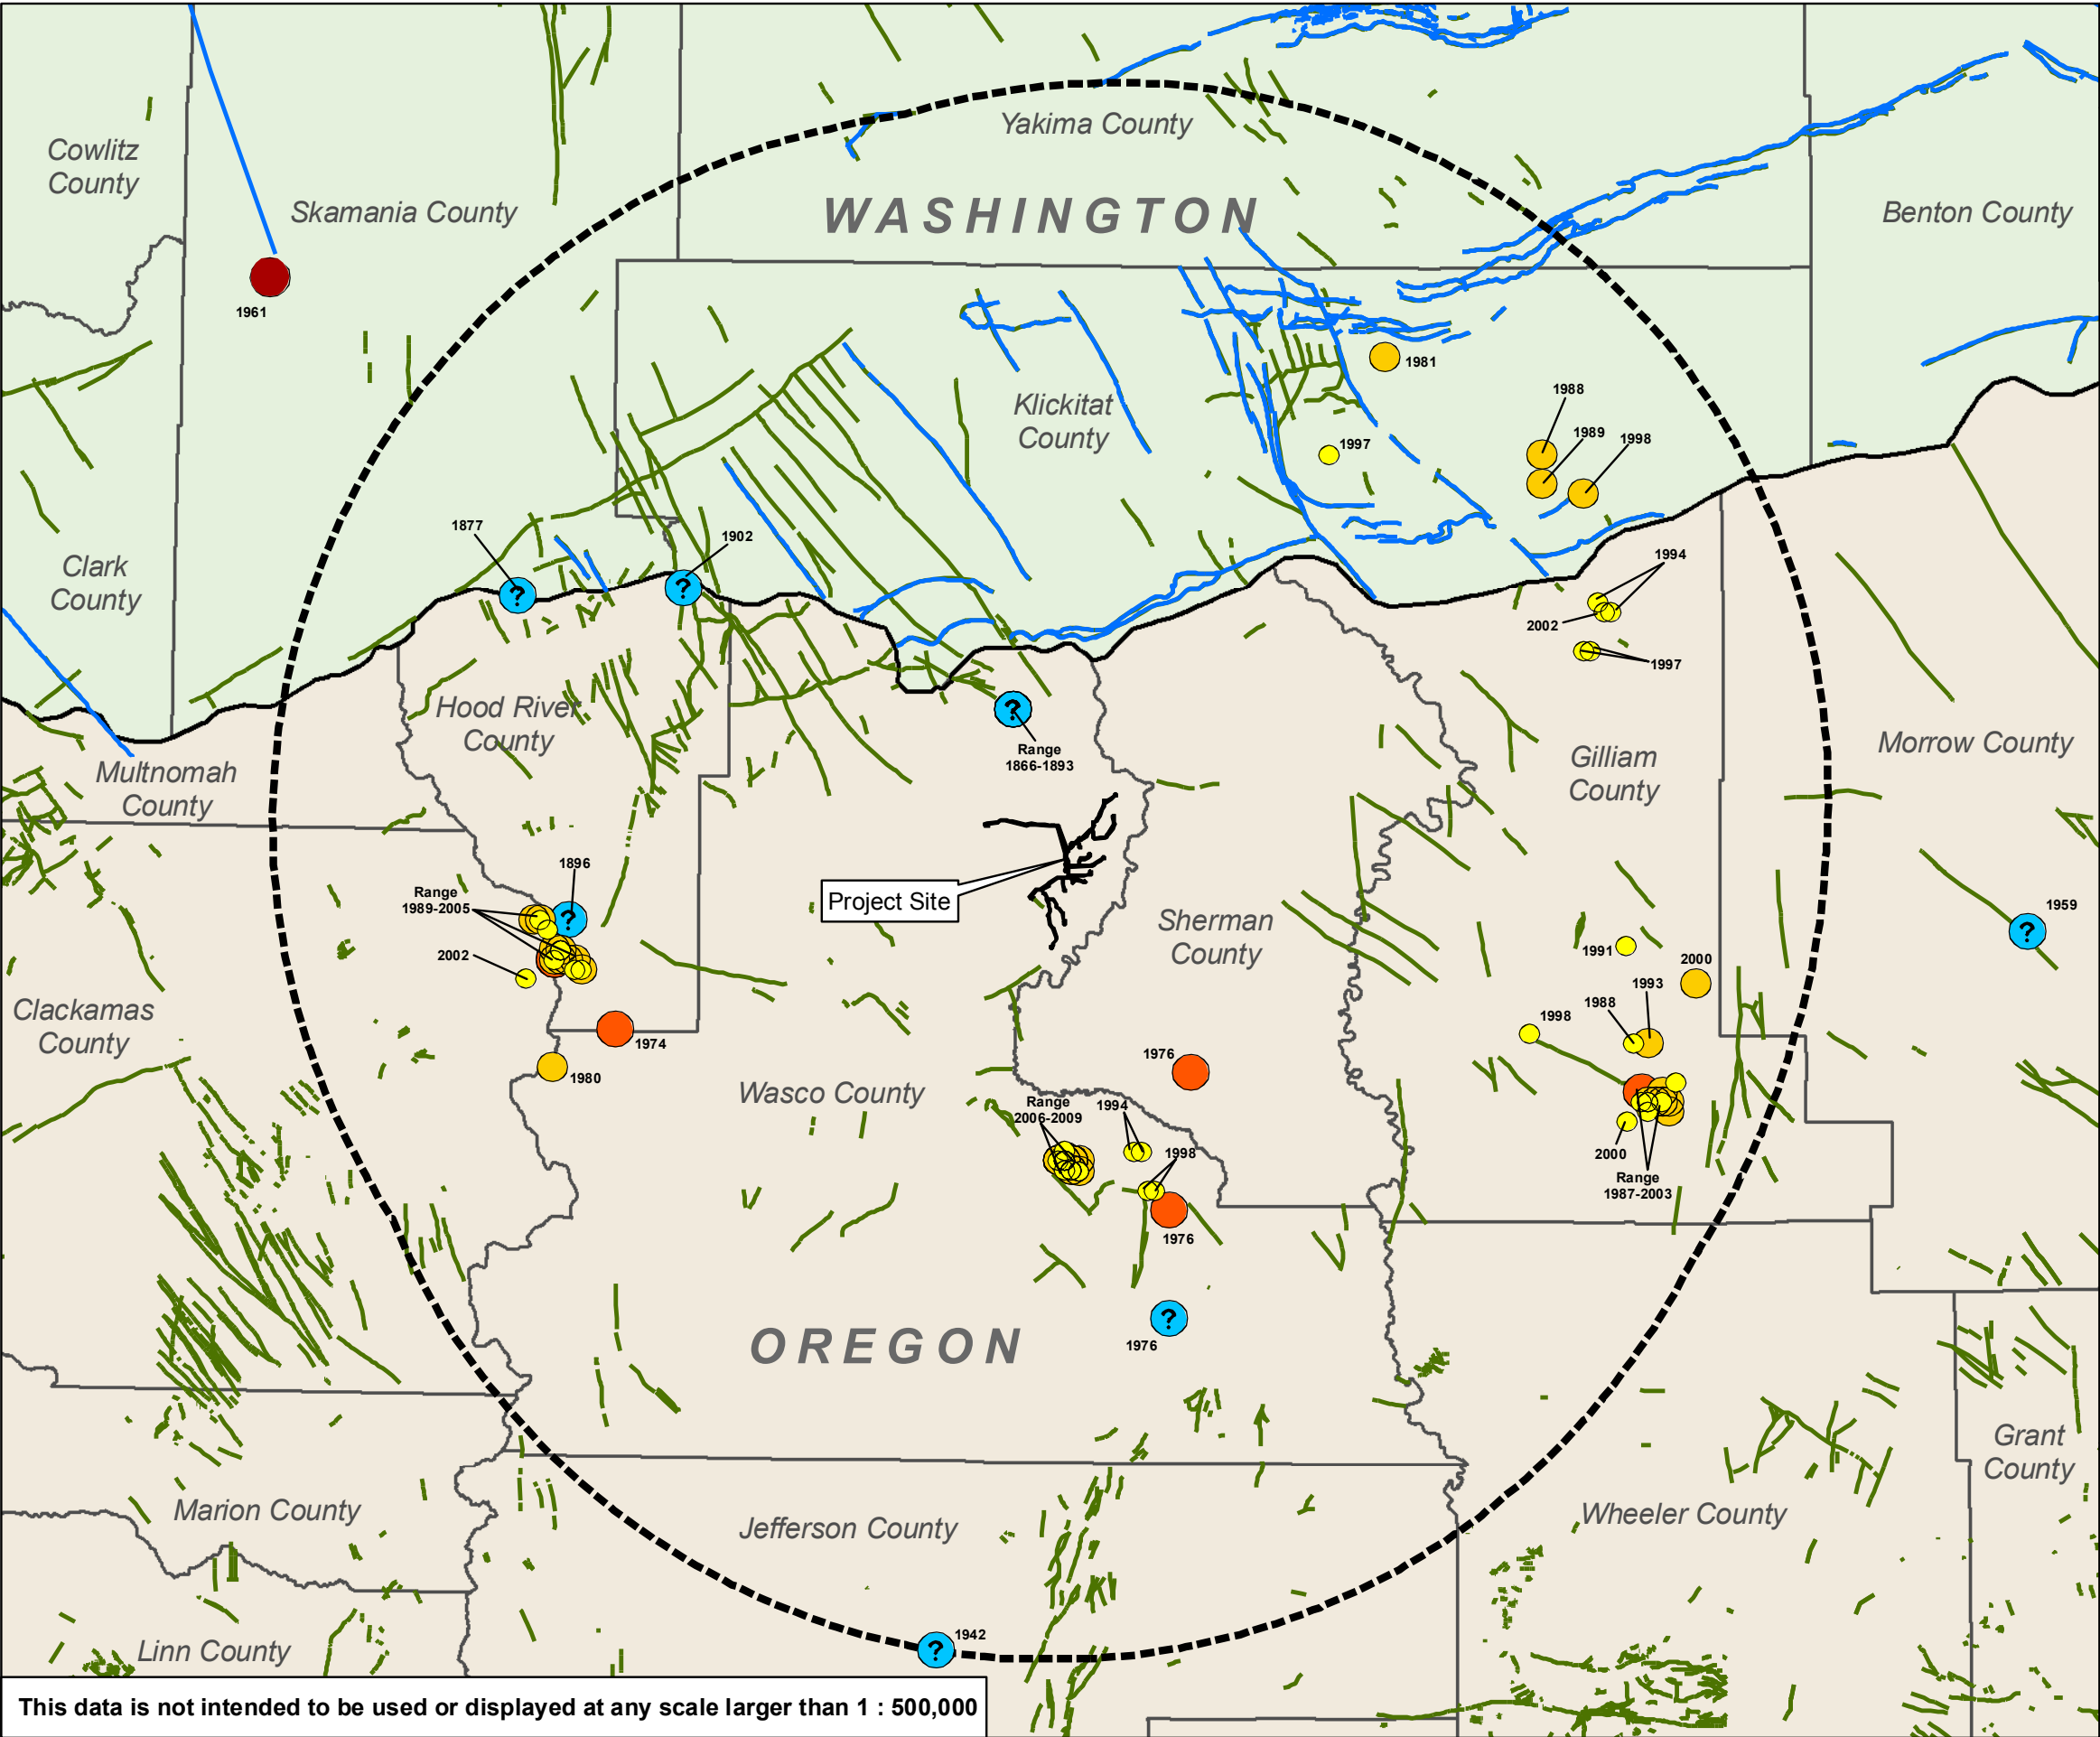 Yakima County
Cowlitz
County
Skamania County
WASHINGTON
Benton County
1961
1981
Klickitat
County
1988
1989
1998
1997
1877
1902
Clark
County
1994
2002
1997
Hood River
County
Range
1866-1893
Multnomah
County
Gilliam
County
Morrow County
1896
Range
1989-2005
Project Site
2002
Sherman
County
1959
1991
2000
1993
1988
1998
Clackamas
County
1974
1976
1980
Wasco County
Range
2006-2009
1994
1998
2000
Range
1987-2003
1976
1976
OREGON
Grant
County
Marion County
Jefferson County
Wheeler County
Linn County
1942
This data is not intended to be used or displayed at any scale larger than 1 : 500,000
?
?
?
?
?
?
?